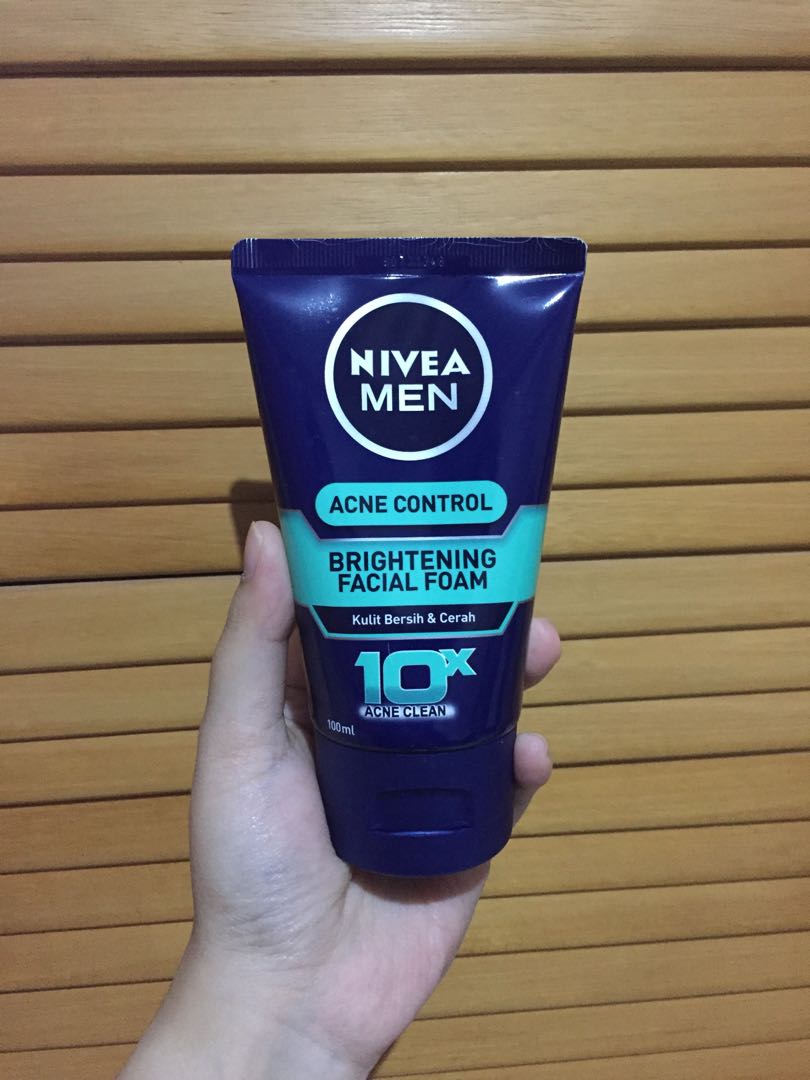 NIVEA
MEN
ACNE CONTROL
BRIGHTENING
FACIAL FOAM
Kulit Bersih & Cerah
10X
ACNE CLEAN
100ml